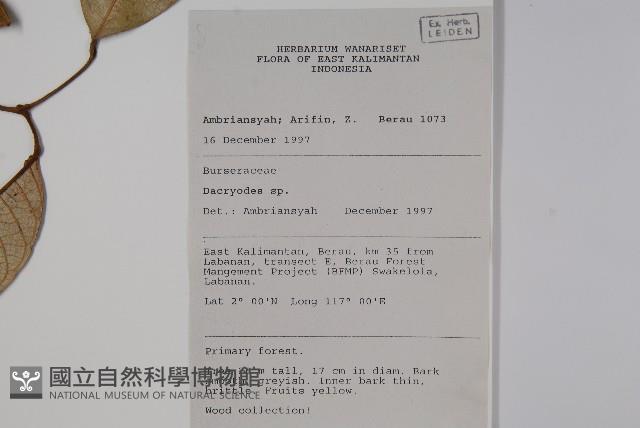 Ex Herb.
LEIDEN
HERBARIUM WANARISET
FLORA OF EAST KALIMANTAN
INDONESIA
Ambriansyah; Arifin, Z. Berau 1073
16 December 1997
Burseraceae
Dacryodes sp.
Det.: Ambriansyah December 1997
East Kalimantan, Berau, km 35 from
Labanan, transect E, Berau Forest
Mangement Project (BFMP) Swakelola,
Labanan.
Lat 2° 00'N Long 117° 00'E
Primary forest.
tall, 17 cm in diam. Bark
greyish. Inner bark thin,
brittle. Fruits yellow.
Wood collection!
國立自然科學博物館
NATIONAL MUSEUM OF NATURAL SCIENCE